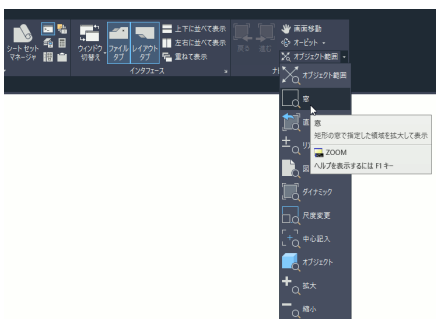 シート セット
マネージャ
ウィンドウ
切替え
ファイル
タブ
レイアウト
タブ
上下に並べて表示
左右に並べて表示
重ねて表示
インタフェース
戻る
進む
画面移動
オービット
オブジェクト範囲
ナ
オブジェクト範囲
窓
窓
矩形の窓で指定した領域を拡大して表示
ZOOM
ヘルプを表示するには F1 キー
ダイナミック
尺度変更
中心記入
オブジェクト
拡大
縮小